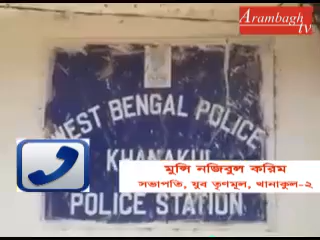 Arambagh
tv
WEST BENGAL POLICE
KHANAKUL
মুন্সি নজিবুল করিম
সভাপতি, যুব তৃণমূল, খানাকুল-২
POLICE STATION